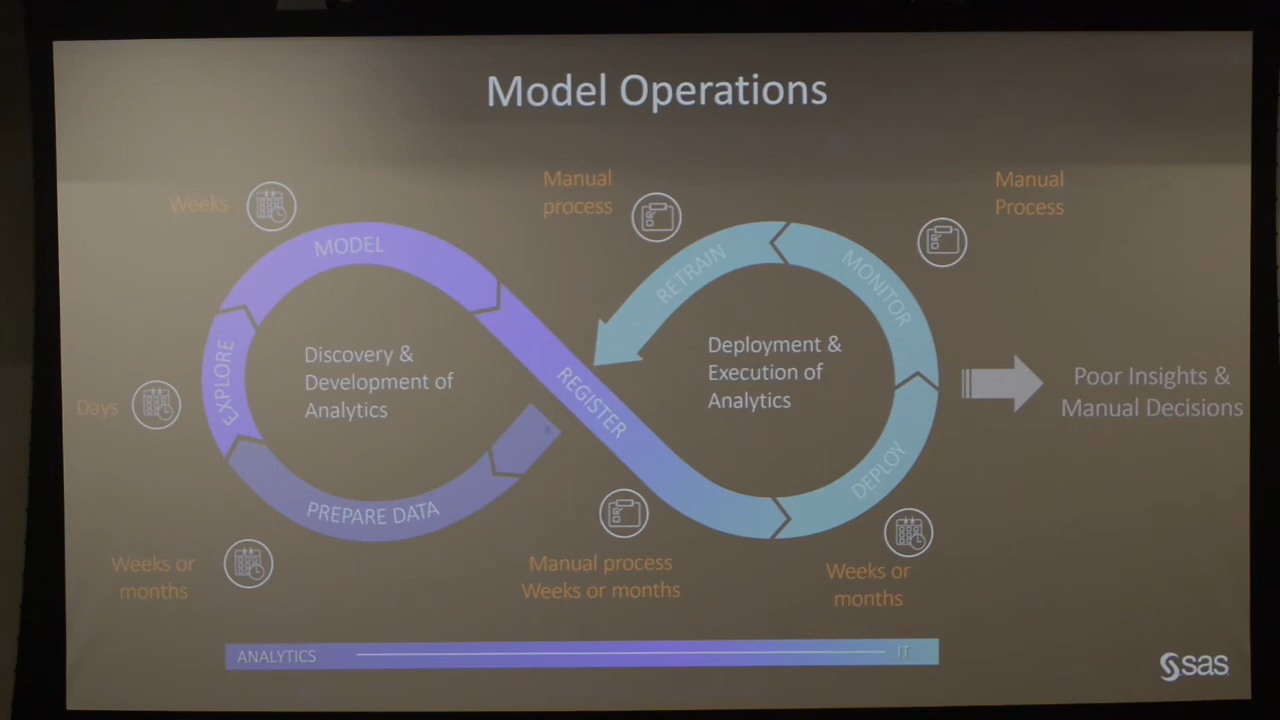 Model Operations
Weeks
Manual
process
Manual
Process
MODEL
RETRAIN
MONITOR
EXPLORE
Discovery &
Development of
Analytics
REGISTER
Deployment &
Execution of
Analytics
Poor Insights &
Manual Decisions
Days
DEPLOY
PREPARE DATA
Weeks or
months
Manual process
Weeks or months
Weeks or
months
ANALYTICS
IT
sas